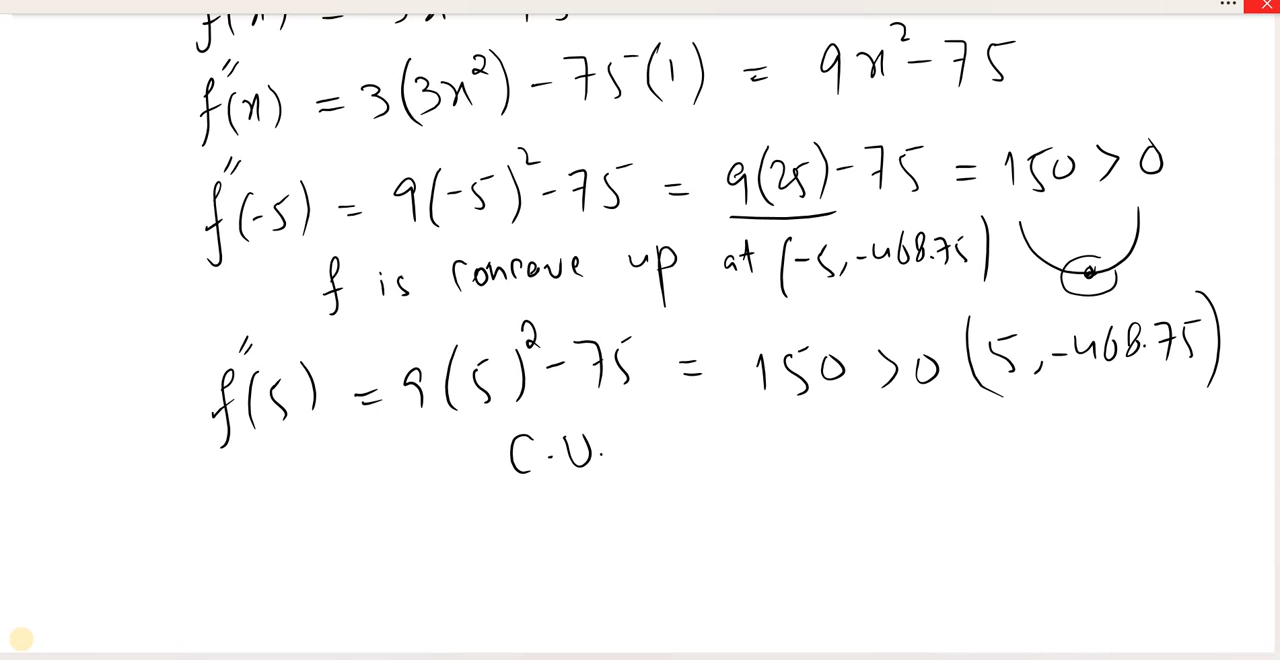 f''(x) = 3(3x²) - 75(1) = 9x² - 75
f''(-5) = 9(-5)² - 75 = 9(25) - 75 = 150 > 0
f is concave up at (-5, -468.75)
f''(5) = 9(5)² - 75 = 150 > 0 (5, -468.75)
C.U.